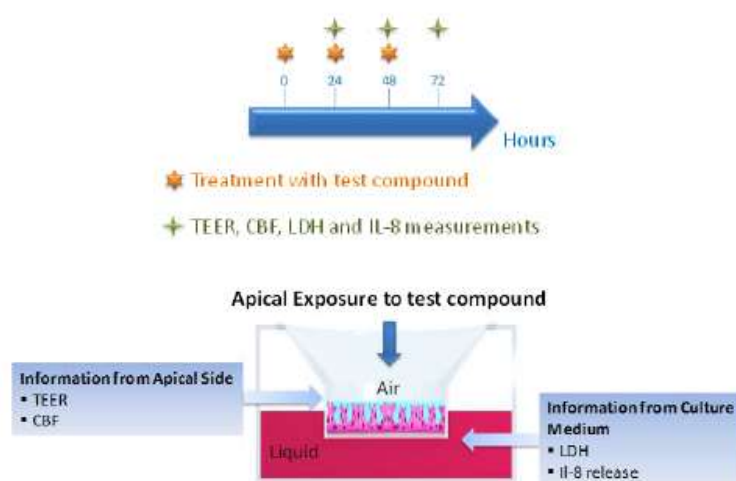 0 24 48 72
Hours
Treatment with test compound
TEER, CBF, LDH and IL-8 measurements
Apical Exposure to test compound
Information from Apical Side
▪ TEER
▪ CBF
Air
Liquid
Information from Culture
Medium
▪ LDH
▪ Il-8 release